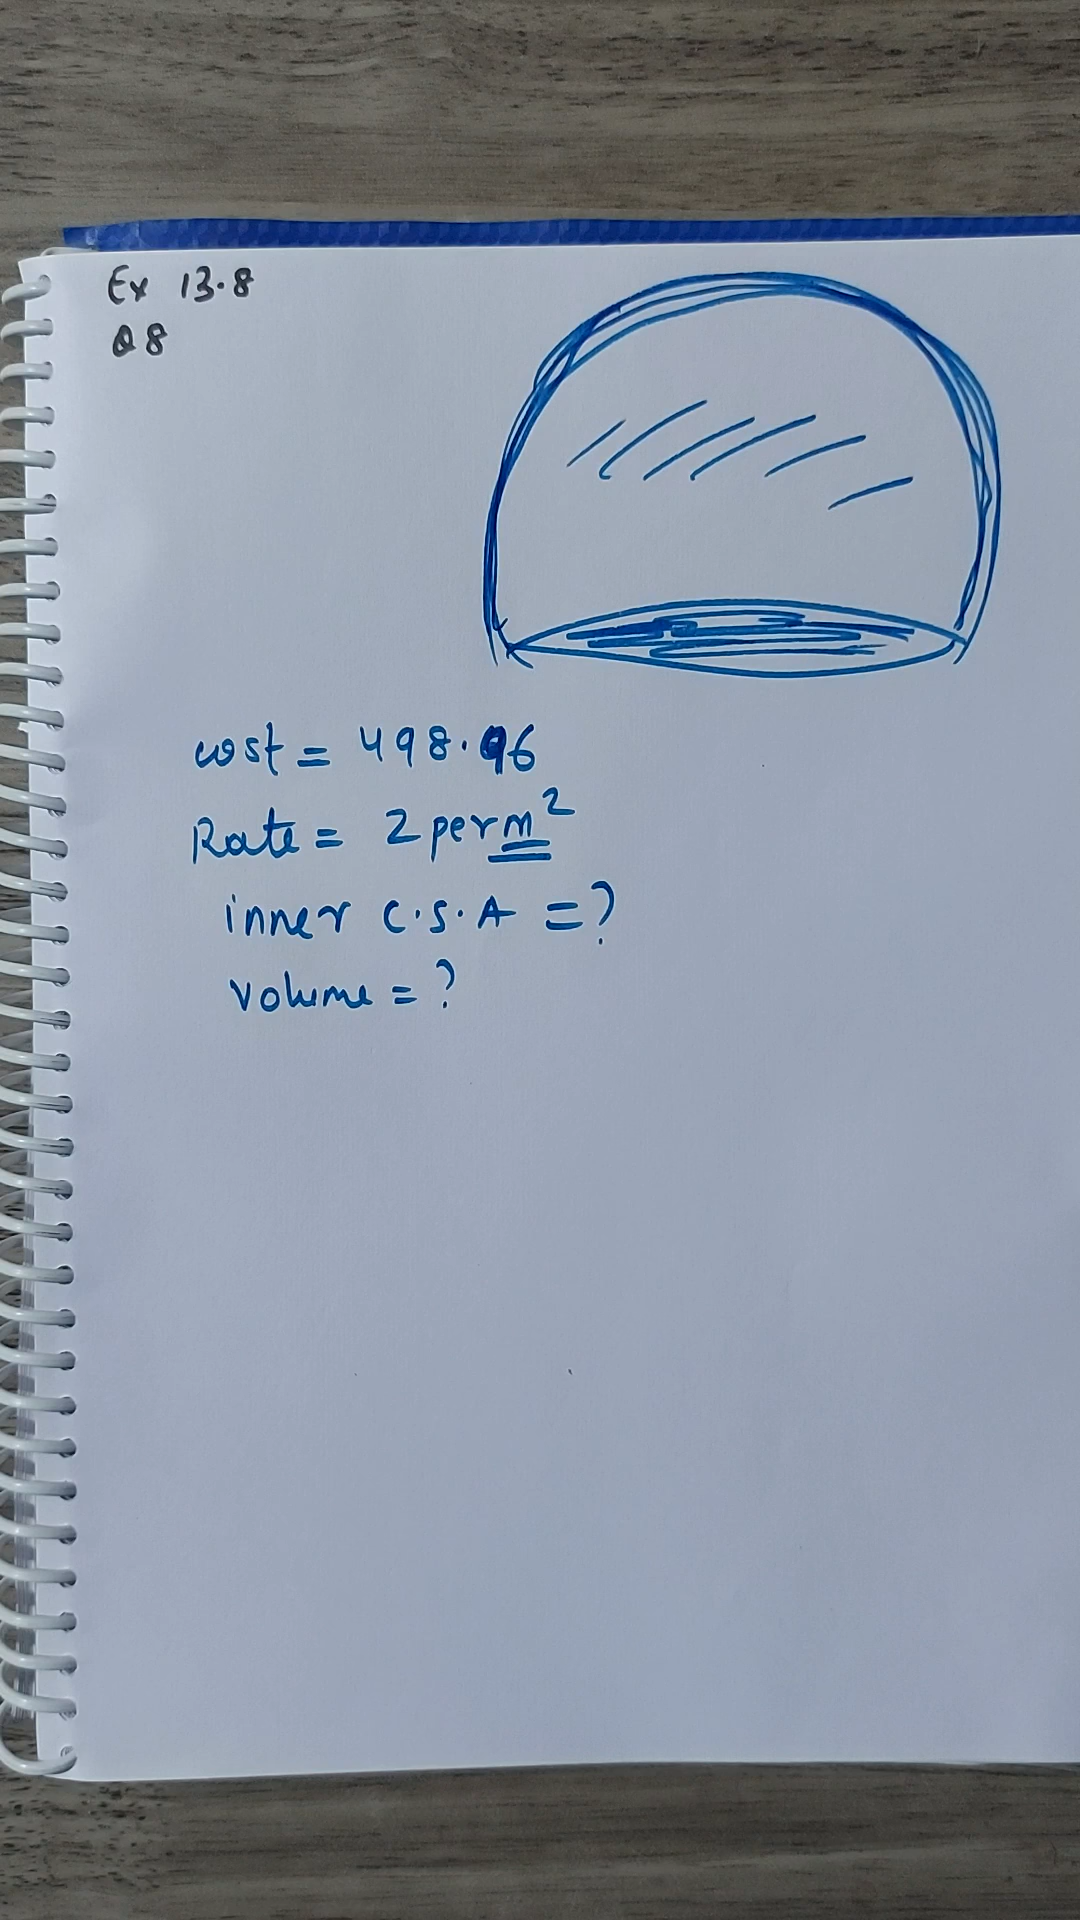 Ex 13.8
Q8
cost = 498.96
Rate = 2 per m²
inner C.S.A = ?
volume = ?